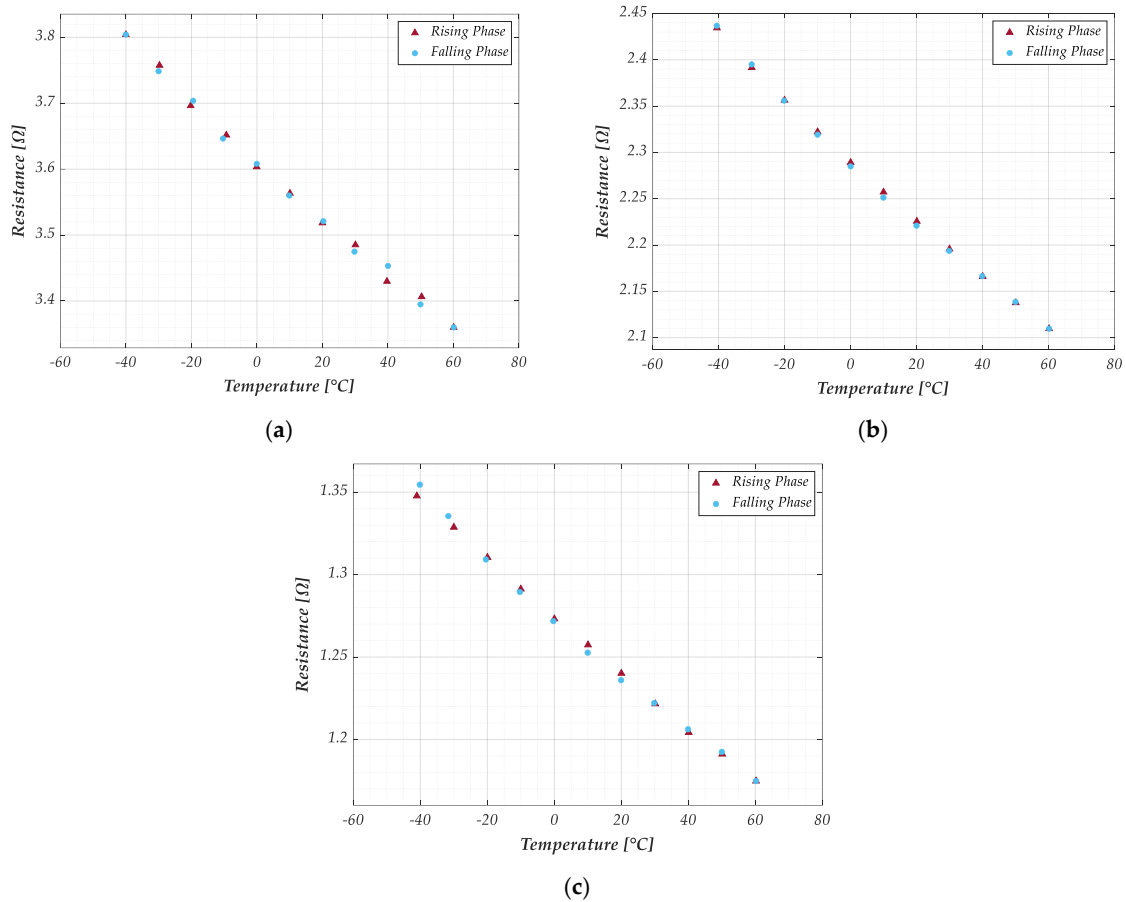 Rising Phase
Falling Phase
3.8
3.7
3.6
3.5
3.4
Resistance [Ω]
-60 -40 -20 0 20 40 60 80
Temperature [°C]
(a)
Rising Phase
Falling Phase
2.45
2.4
2.35
2.3
2.25
2.2
2.15
2.1
Resistance [Ω]
-60 -40 -20 0 20 40 60 80
Temperature [°C]
(b)
Rising Phase
Falling Phase
1.35
1.3
1.25
1.2
Resistance [Ω]
-60 -40 -20 0 20 40 60 80
Temperature [°C]
(c)